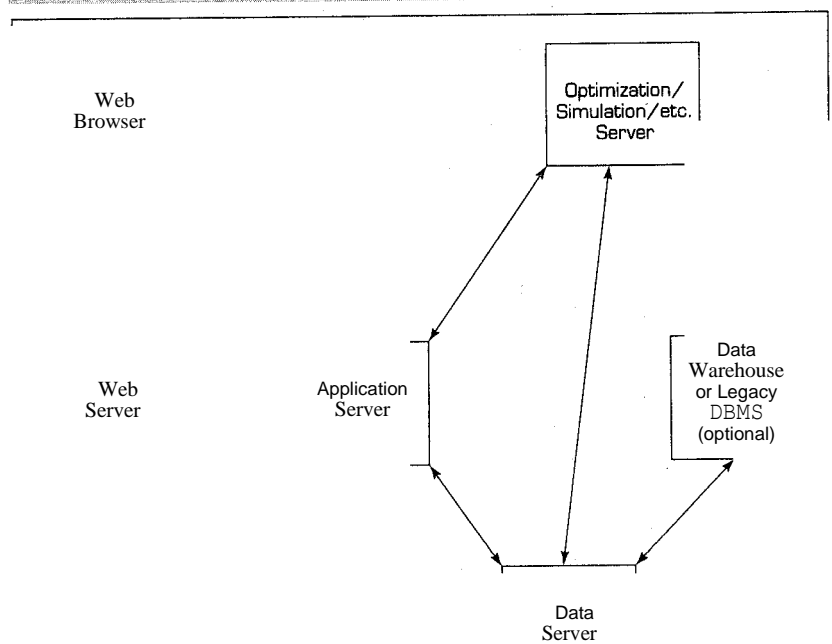 Web
Browser
Optimization/
Simulation/etc.
Server
Web
Server
Application
Server
Data
Warehouse
or Legacy
DBMS
(optional)
Data
Server